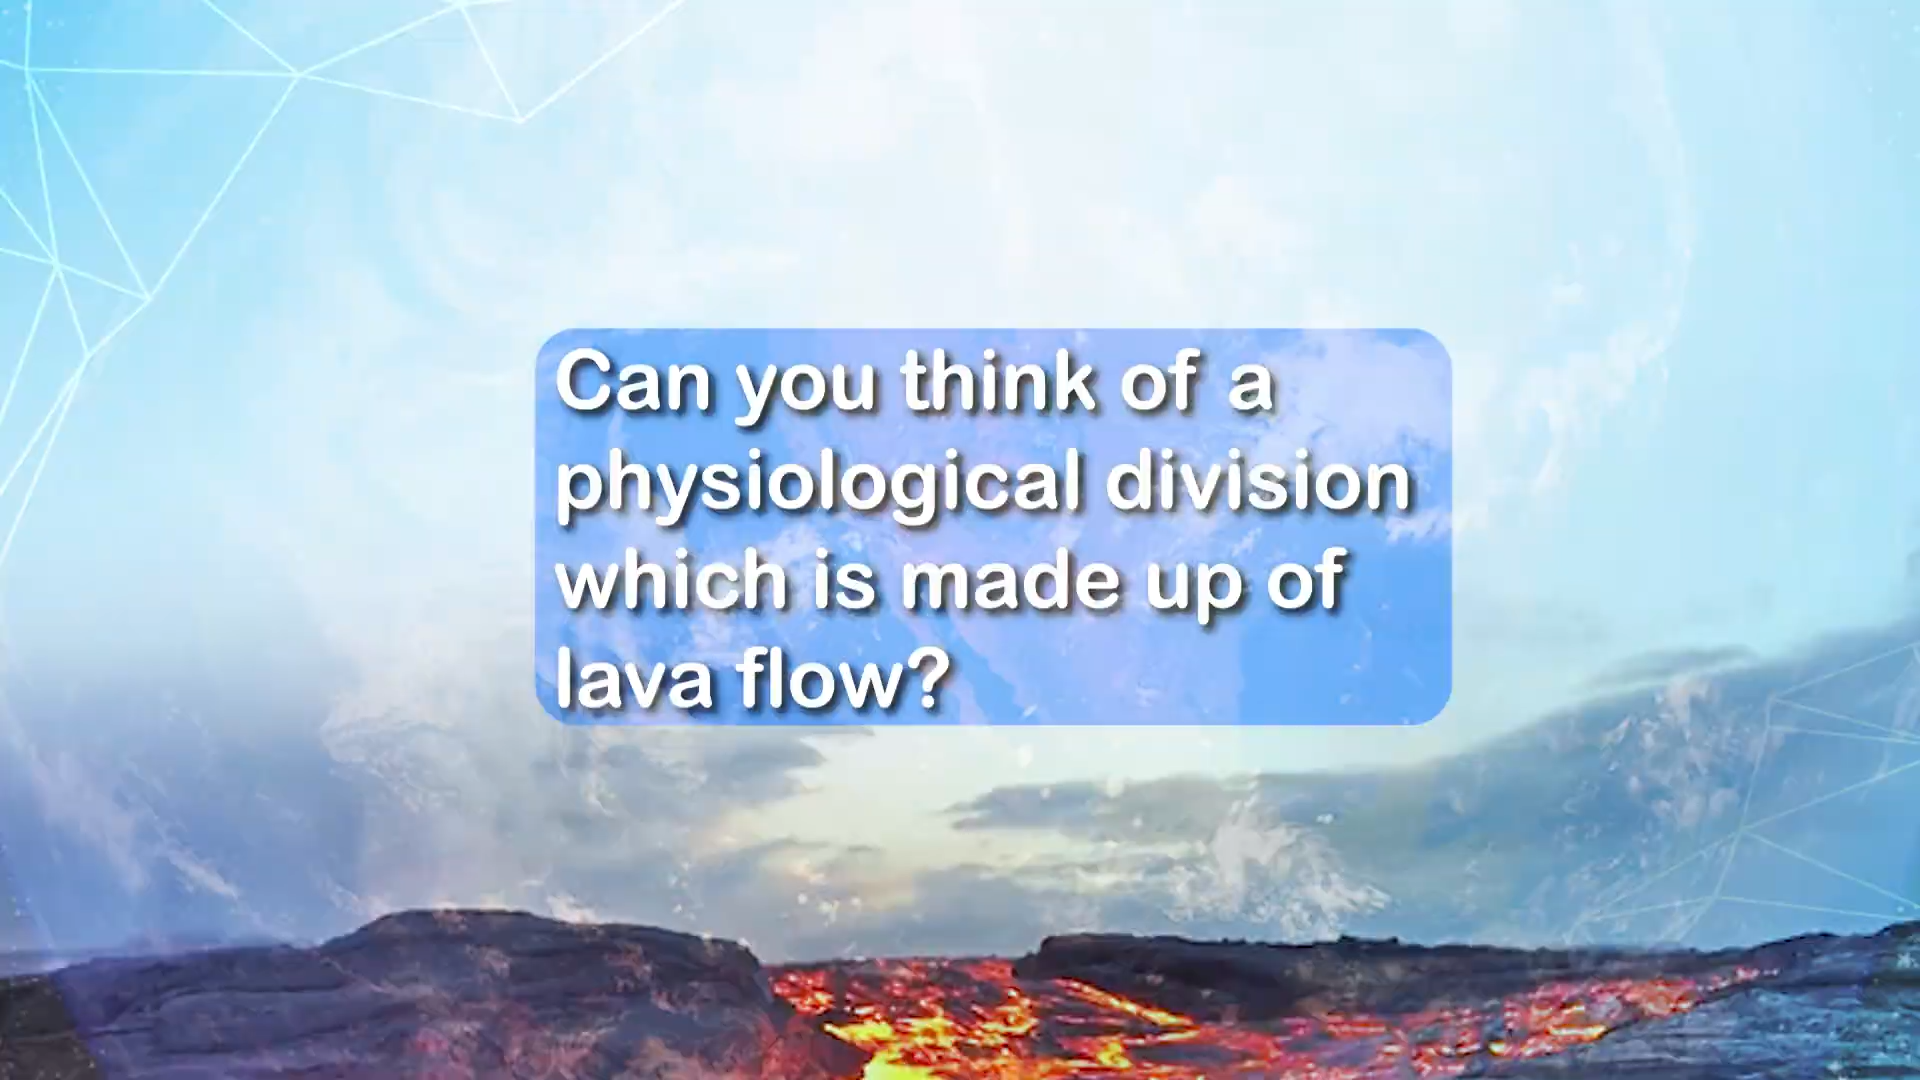 Can you think of a
physiological division
which is made up of
lava flow?